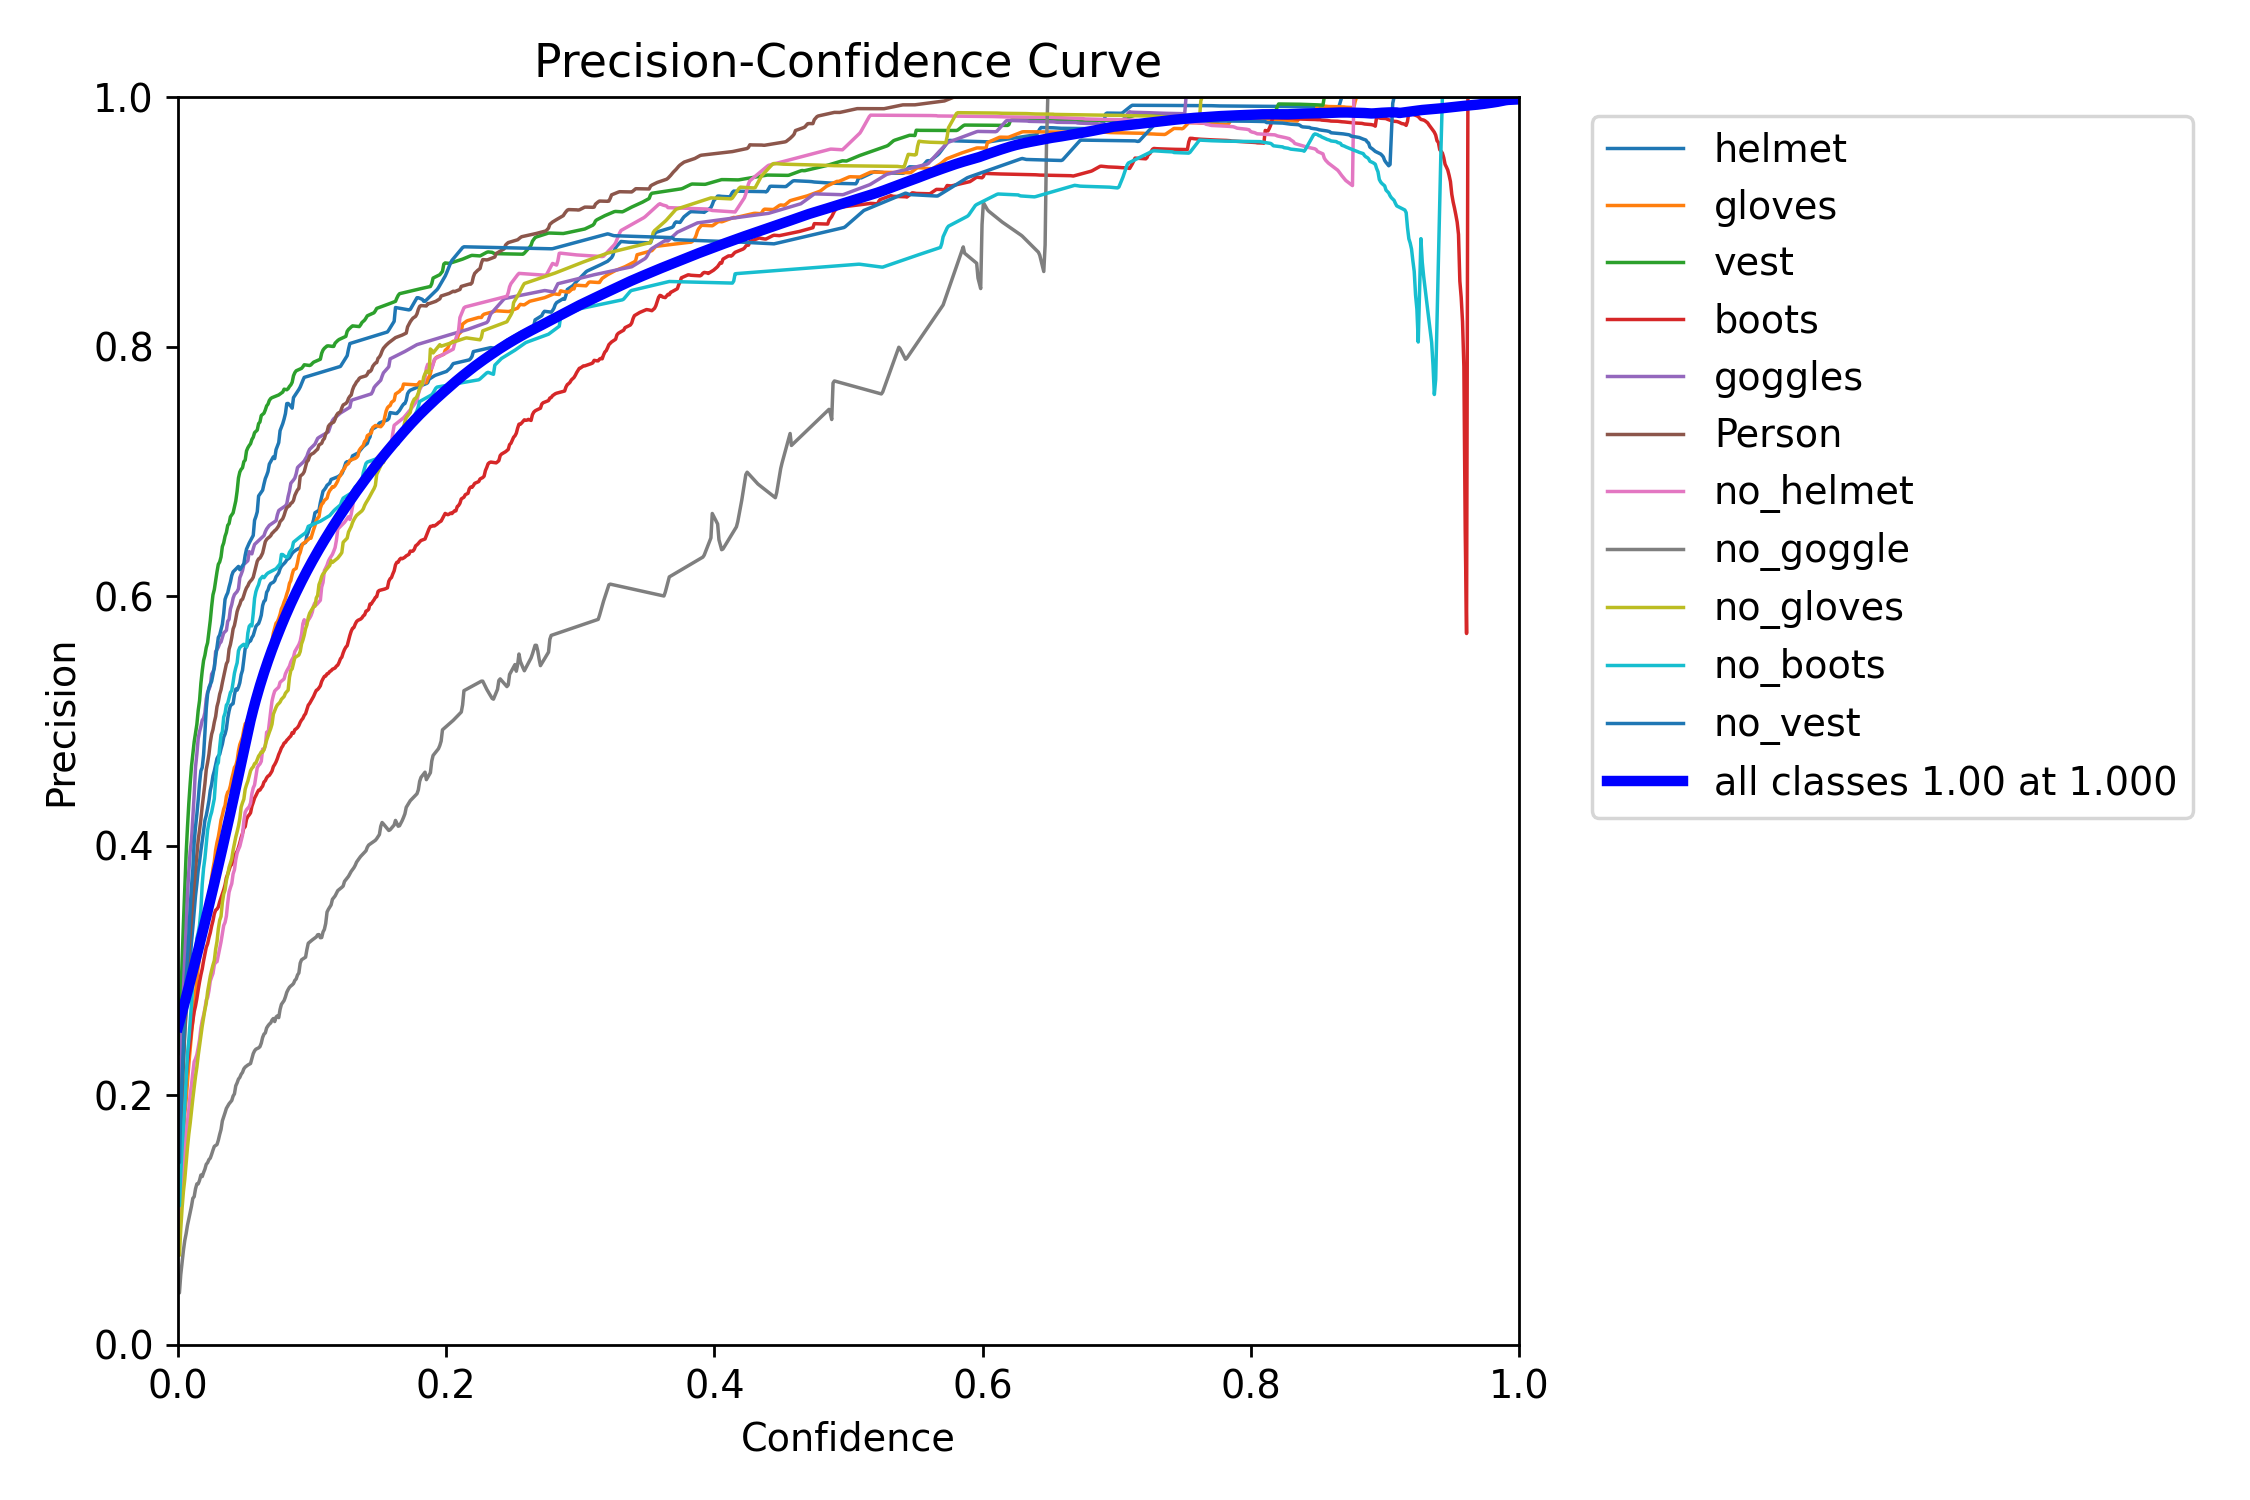 Precision-Confidence Curve
1.0
0.8
0.6
0.4
0.2
0.0
Precision
0.0 0.2 0.4 0.6 0.8 1.0
Confidence
helmet
gloves
vest
boots
goggles
Person
no_helmet
no_goggle
no_gloves
no_boots
no_vest
all classes 1.00 at 1.000